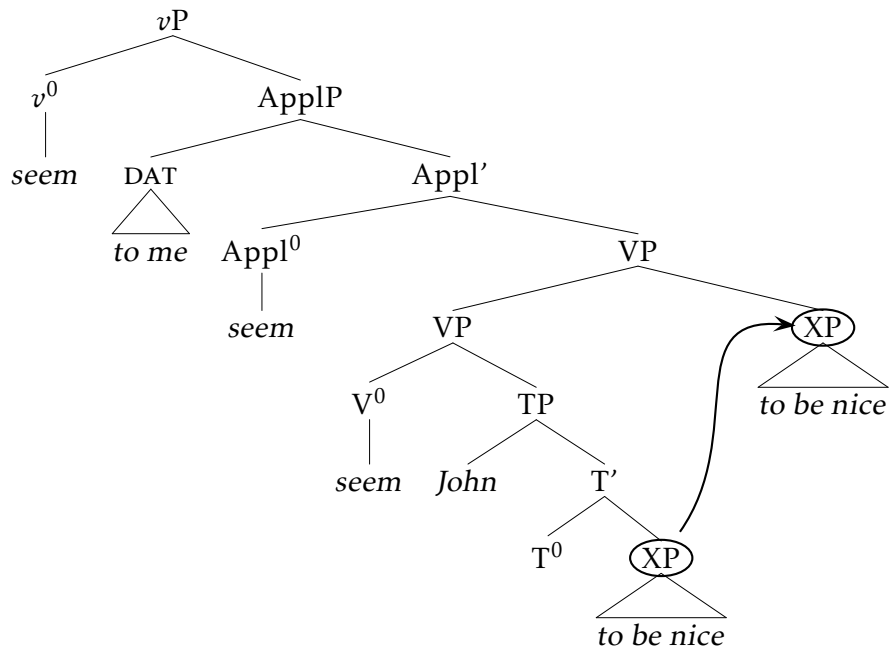 vP
v⁰ ApplP
seem DAT Appl’
to me Appl⁰ VP
seem VP XP
V⁰ TP to be nice
seem John T’
T⁰ XP
to be nice